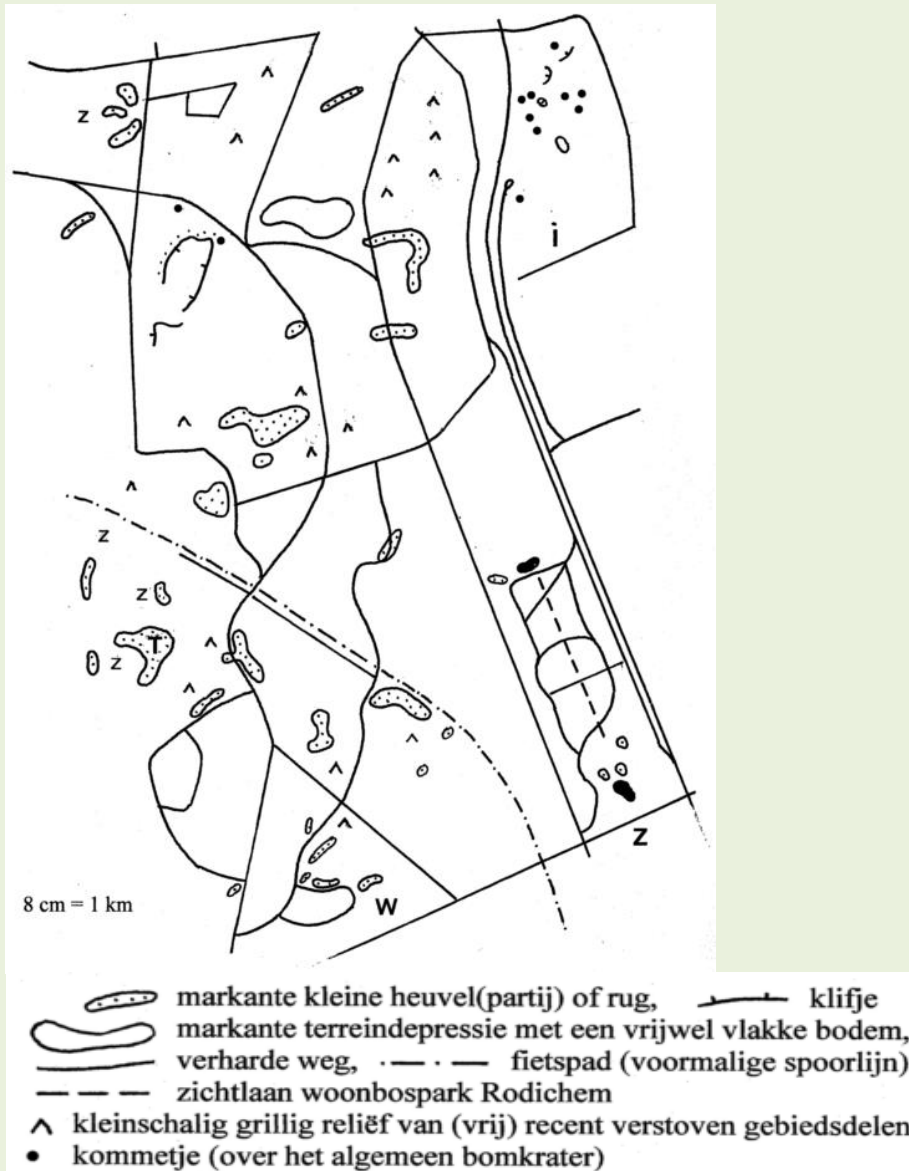 z
i
z
z
T
z
8 cm = 1 km
W
Z
markante kleine heuvel(partij) of rug, klifje
markante terreindepressie met een vrijwel vlakke bodem,
verharde weg, fietspad (voormalige spoorlijn)
zichtlaan woonbospark Rodichem
^ kleinschalig grillig reliëf van (vrij) recent verstoven gebiedsdelen
• kommetje (over het algemeen bomkrater)